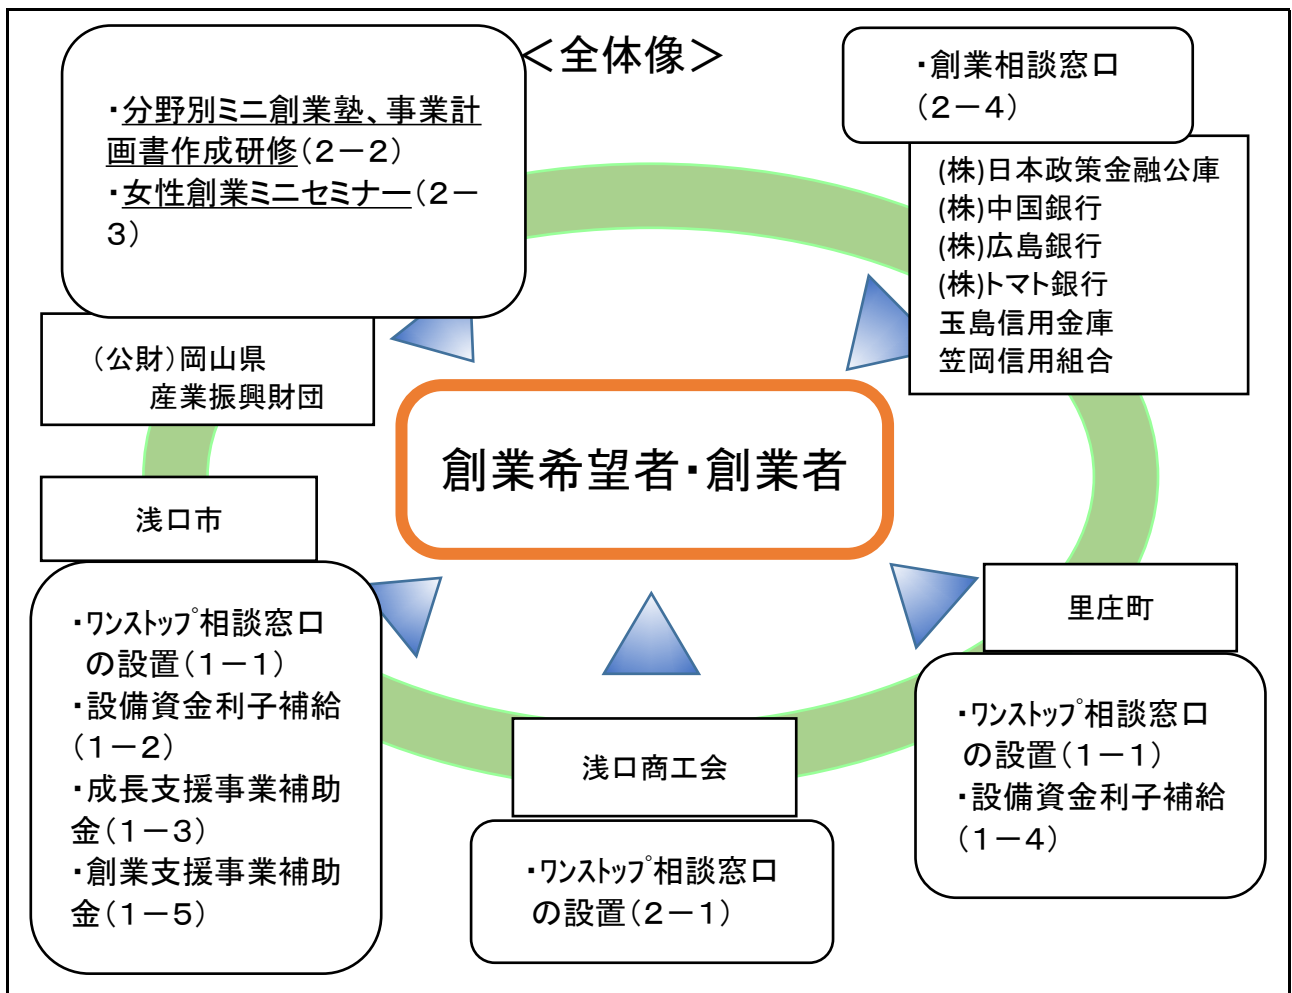 ＜全体像＞
・分野別ミニ創業塾、事業計
画書作成研修（２－２）
・女性創業ミニセミナー（２－
３）
（公財）岡山県
産業振興財団
・創業相談窓口
（２－４）
(株)日本政策金融公庫
(株)中国銀行
(株)広島銀行
(株)トマト銀行
玉島信用金庫
笠岡信用組合
創業希望者・創業者
浅口市
・ﾜﾝｽﾄｯﾌﾟ相談窓口
の設置（１－１）
・設備資金利子補給
（１－２）
・成長支援事業補助
金（１－３）
・創業支援事業補助
金（１－５）
浅口商工会
・ﾜﾝｽﾄｯﾌﾟ相談窓口
の設置（２－１）
里庄町
・ﾜﾝｽﾄｯﾌﾟ相談窓口
の設置（１－１）
・設備資金利子補給
（１－４）